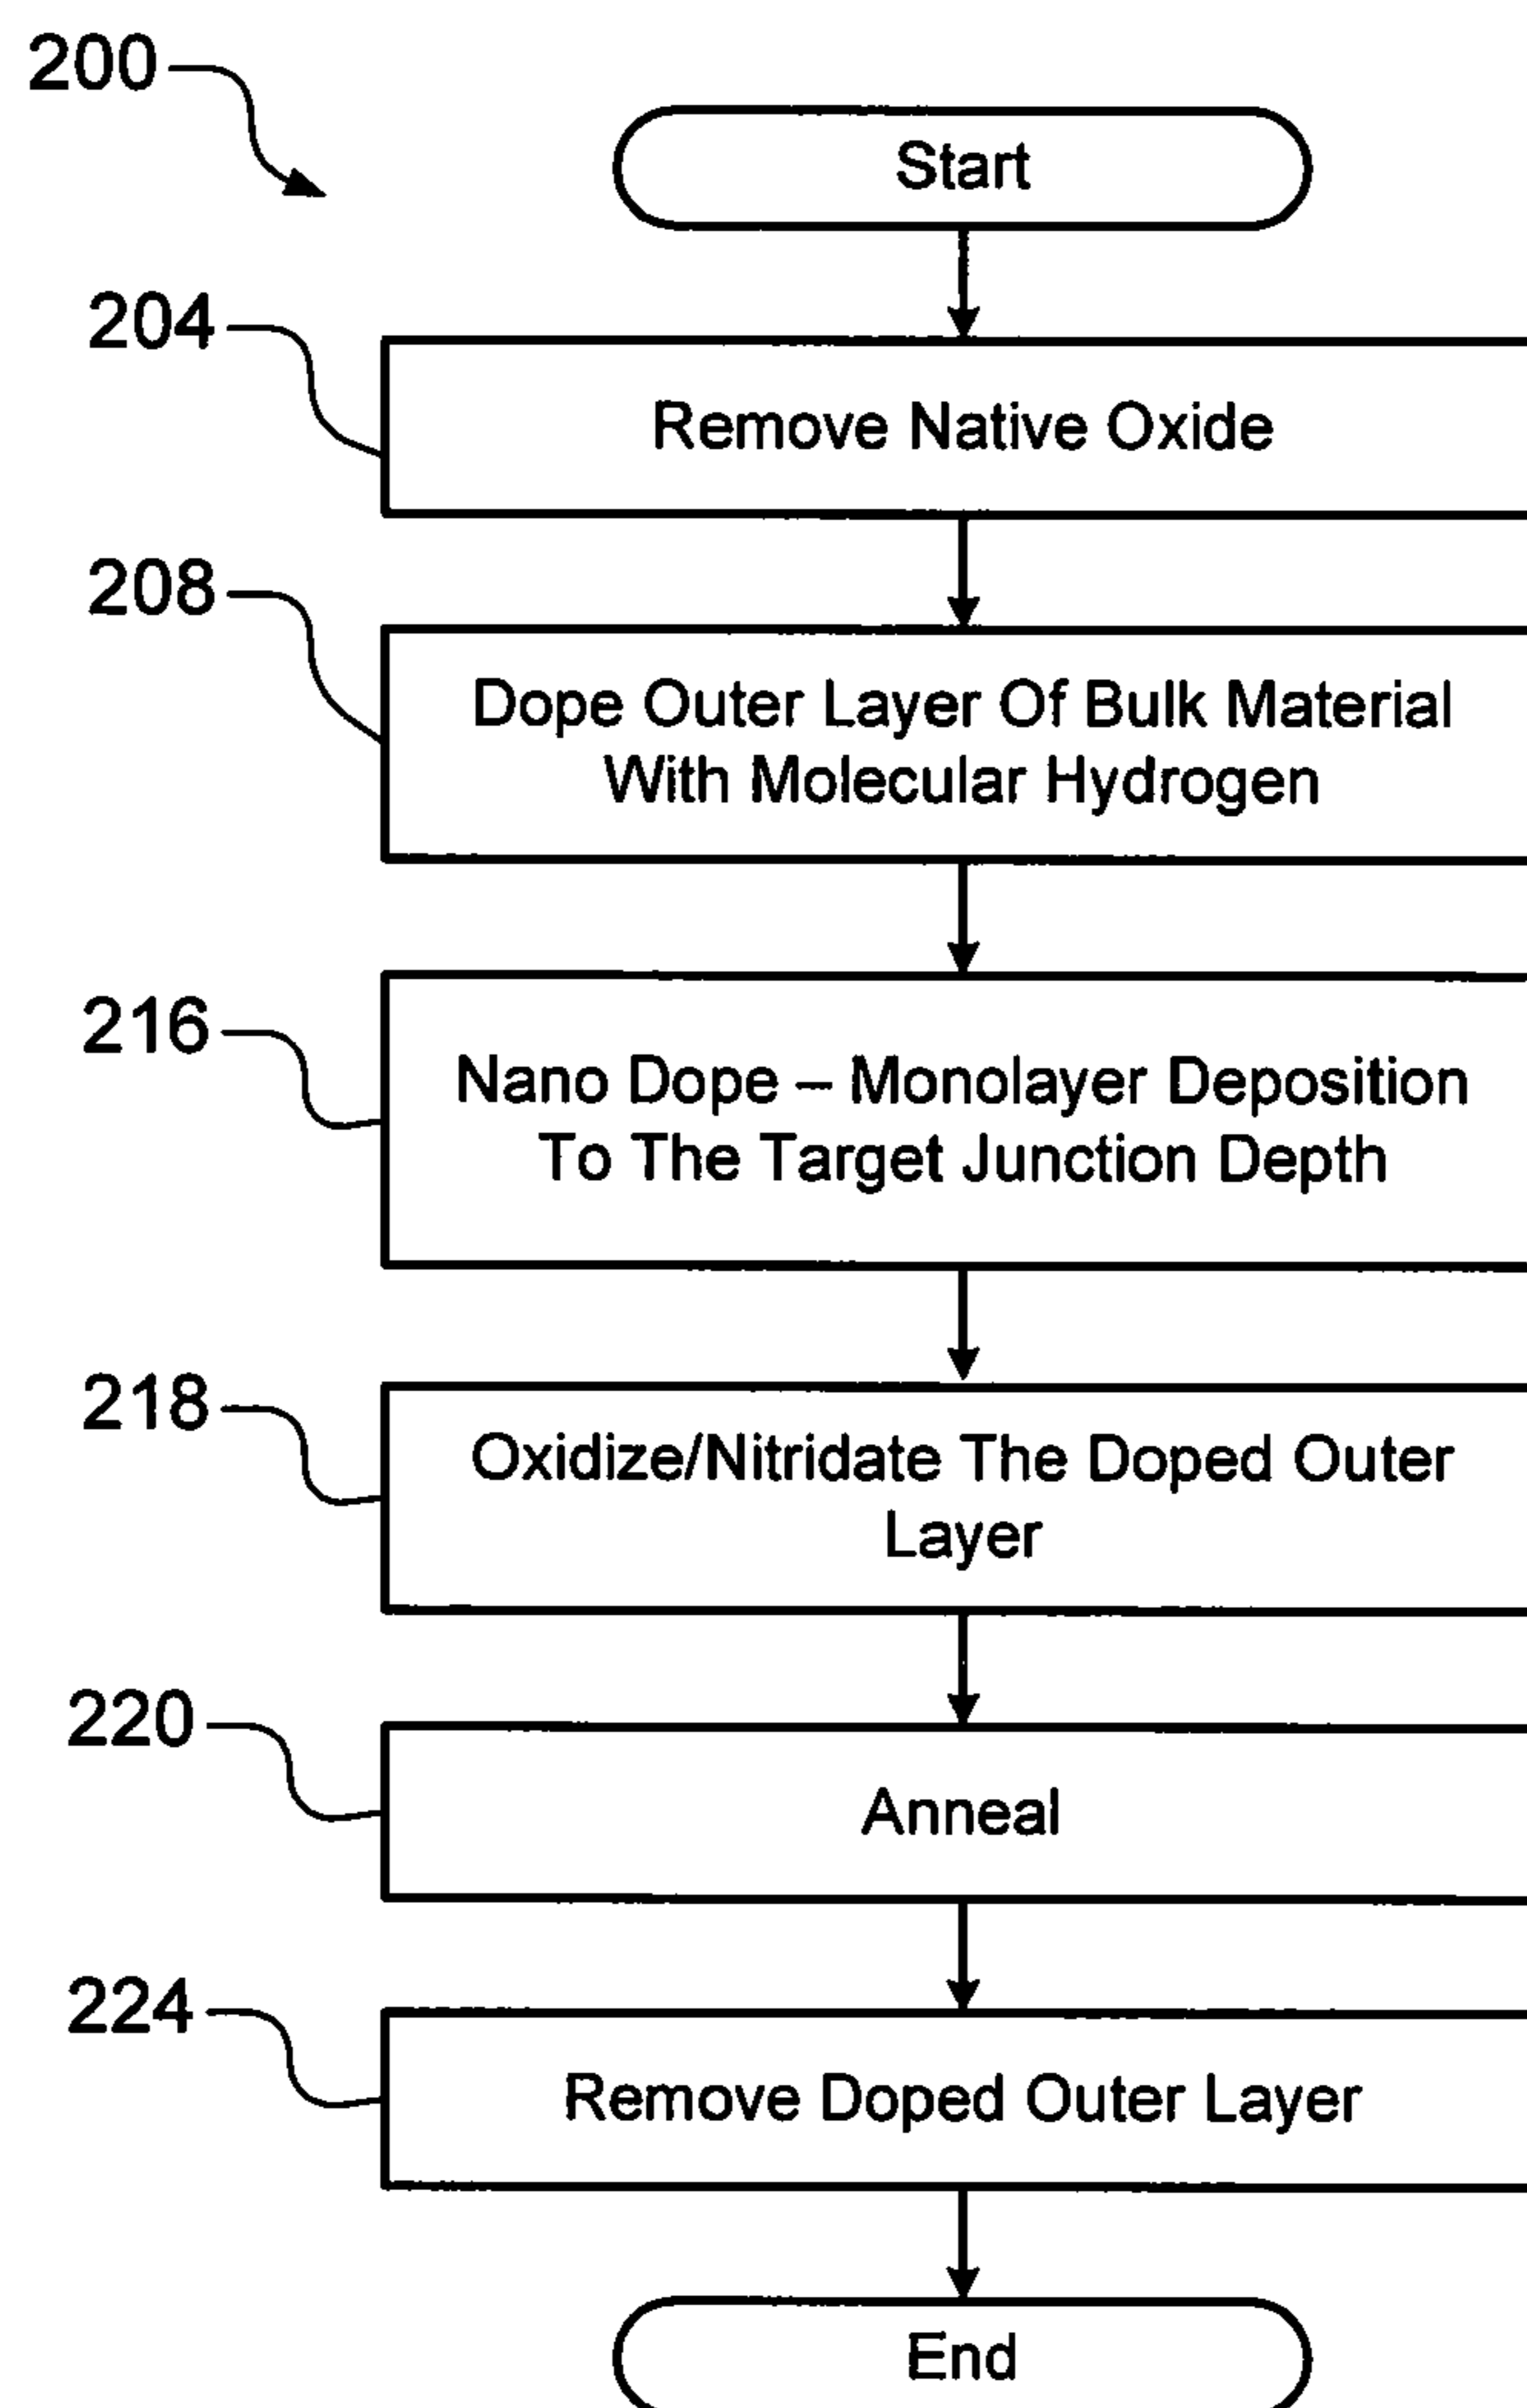 200
Start
204
Remove Native Oxide
208
Dope Outer Layer Of Bulk Material
With Molecular Hydrogen
216
Nano Dope – Monolayer Deposition
To The Target Junction Depth
218
Oxidize/Nitridate The Doped Outer
Layer
220
Anneal
224
Remove Doped Outer Layer
End